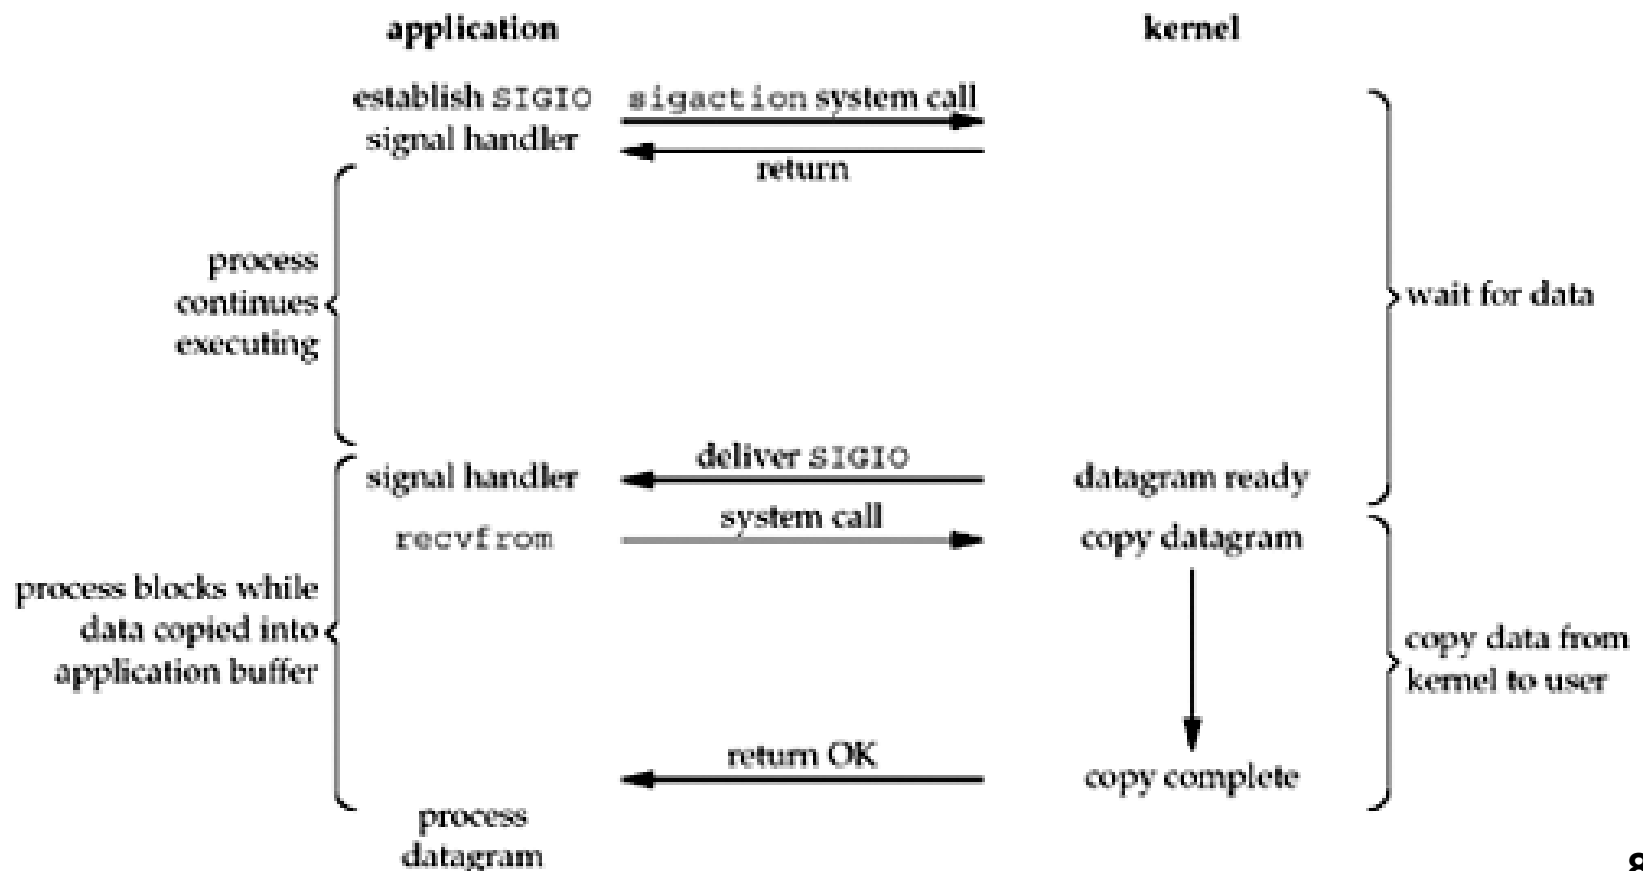 application
kernel
establish SIGIO
signal handler
sigaction system call
return
process
continues
executing
wait for data
signal handler
deliver SIGIO
datagram ready
recvfrom
system call
copy datagram
process blocks while
data copied into
application buffer
copy data from
kernel to user
return OK
copy complete
process
datagram
8